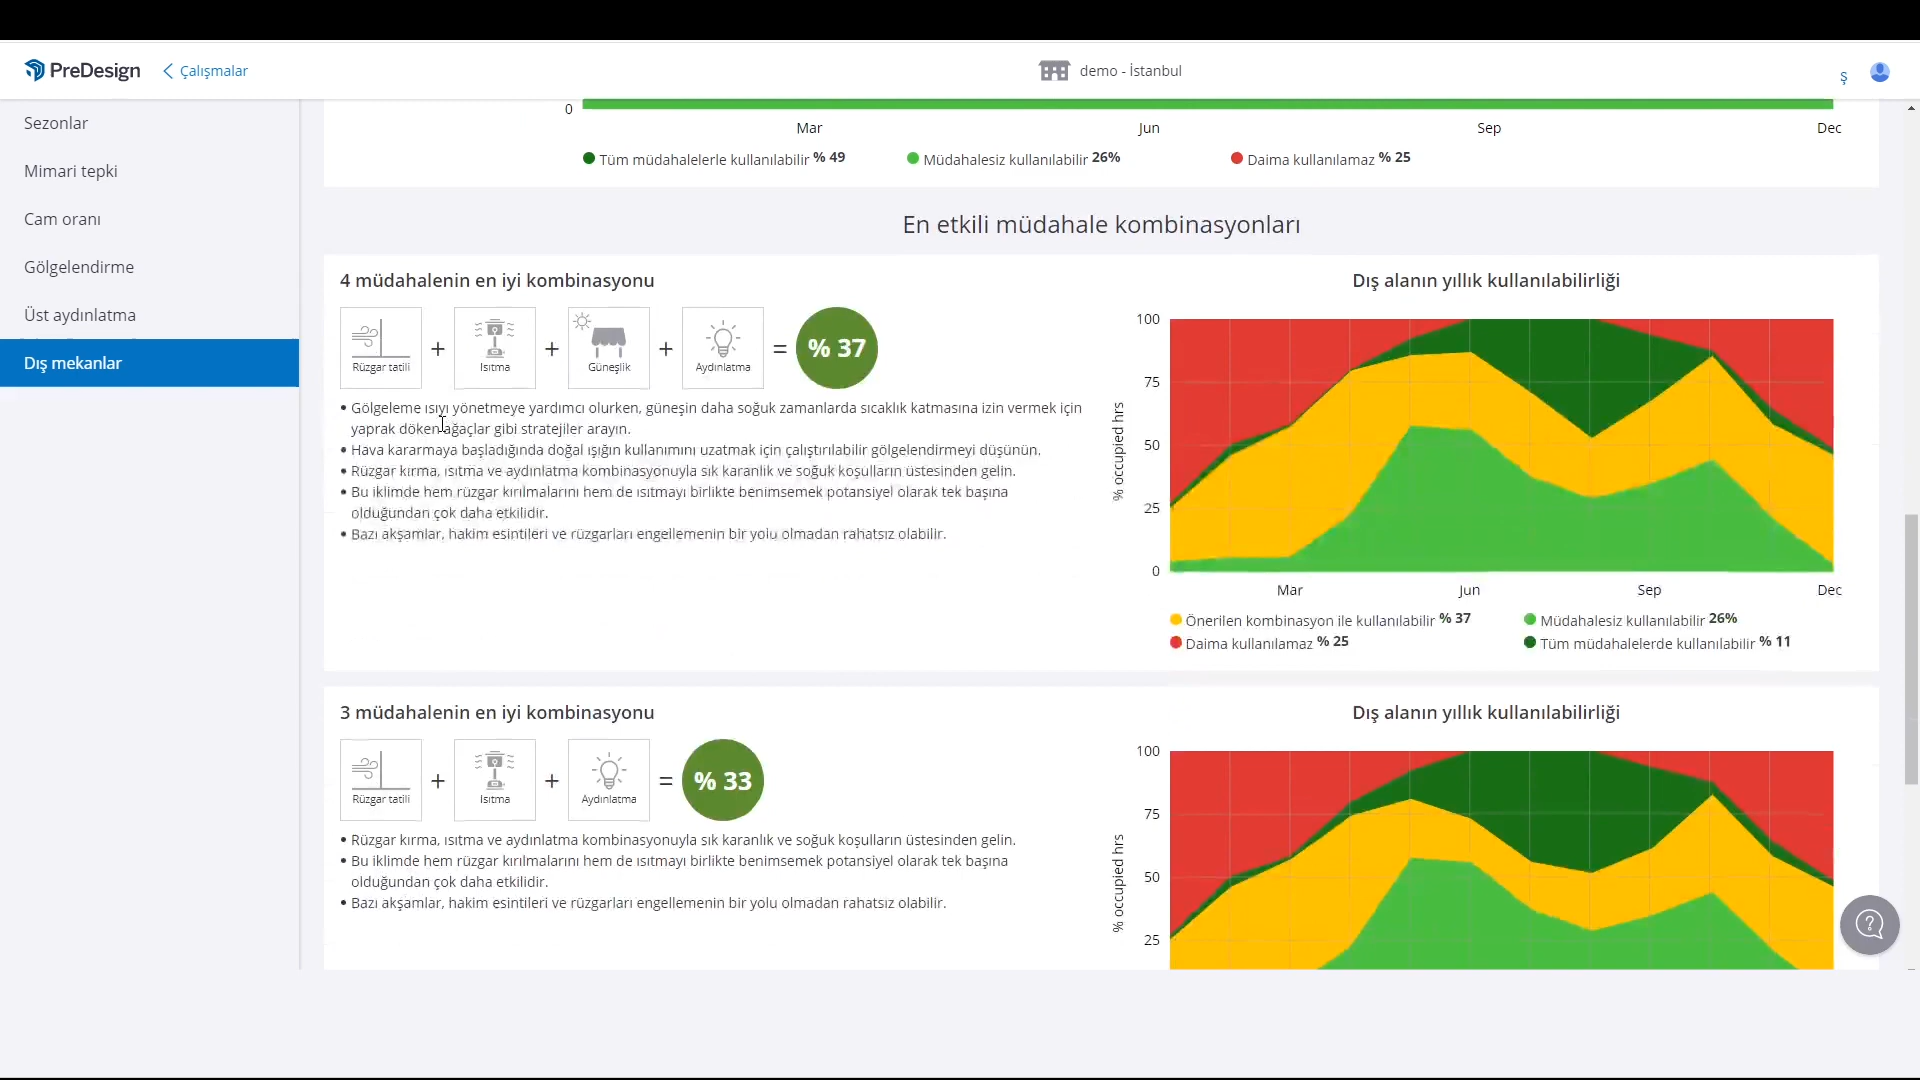 PreDesign
Çalışmalar
demo - İstanbul
ş
Sezonlar
Mimari tepki
Cam oranı
Gölgelendirme
Üst aydınlatma
Dış mekanlar
0
Mar Jun Sep Dec
Tüm müdahalelerle kullanılabilir % 49
Müdahalesiz kullanılabilir 26%
Daima kullanılamaz % 25
En etkili müdahale kombinasyonları
4 müdahalenin en iyi kombinasyonu
Rüzgar tatili + Isıtma + Güneşlik + Aydınlatma = % 37
• Gölgeleme ısıyı yönetmeye yardımcı olurken, güneşin daha soğuk zamanlarda sıcaklık katmasına izin vermek için
yaprak döken ağaçlar gibi stratejiler arayın.
• Hava kararmaya başladığında doğal ışığın kullanımını uzatmak için çalıştırılabilir gölgelendirmeyi düşünün.
• Rüzgar kırma, ısıtma ve aydınlatma kombinasyonuyla sık karanlık ve soğuk koşulların üstesinden gelin.
• Bu iklimde hem rüzgar kırılmalarını hem de ısıtmayı birlikte benimsemek potansiyel olarak tek başına
olduğundan çok daha etkilidir.
• Bazı akşamlar, hakim esintileri ve rüzgarları engellemenin bir yolu olmadan rahatsız olabilir.
Dış alanın yıllık kullanılabilirliği
% occupied hrs
100
75
50
25
0
Mar Jun Sep Dec
Önerilen kombinasyon ile kullanılabilir % 37
Müdahalesiz kullanılabilir 26%
Daima kullanılamaz % 25
Tüm müdahalelerde kullanılabilir % 11
3 müdahalenin en iyi kombinasyonu
Rüzgar tatili + Isıtma + Aydınlatma = % 33
• Rüzgar kırma, ısıtma ve aydınlatma kombinasyonuyla sık karanlık ve soğuk koşulların üstesinden gelin.
• Bu iklimde hem rüzgar kırılmalarını hem de ısıtmayı birlikte benimsemek potansiyel olarak tek başına
olduğundan çok daha etkilidir.
• Bazı akşamlar, hakim esintileri ve rüzgarları engellemenin bir yolu olmadan rahatsız olabilir.
Dış alanın yıllık kullanılabilirliği
% occupied hrs
100
75
50
25